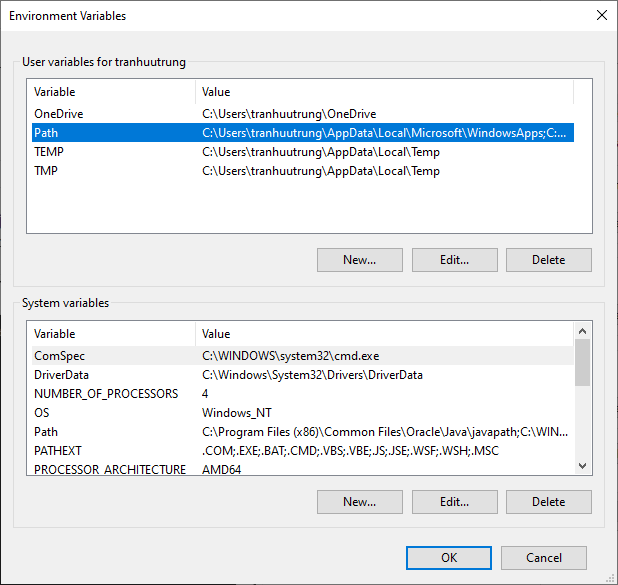 Environment Variables
User variables for tranhuutrung
Variable Value
OneDrive C:\Users\tranhuutrung\OneDrive
Path C:\Users\tranhuutrung\AppData\Local\Microsoft\WindowsApps;C:...
TEMP C:\Users\tranhuutrung\AppData\Local\Temp
TMP C:\Users\tranhuutrung\AppData\Local\Temp
New... Edit... Delete
System variables
Variable Value
ComSpec C:\WINDOWS\system32\cmd.exe
DriverData C:\Windows\System32\Drivers\DriverData
NUMBER_OF_PROCESSORS 4
OS Windows_NT
Path C:\Program Files (x86)\Common Files\Oracle\Java\javapath;C:\WIN...
PATHEXT .COM;.EXE;.BAT;.CMD;.VBS;.VBE;.JS;.JSE;.WSF;.WSH;.MSC
PROCESSOR_ARCHITECTURE AMD64
New... Edit... Delete
OK Cancel